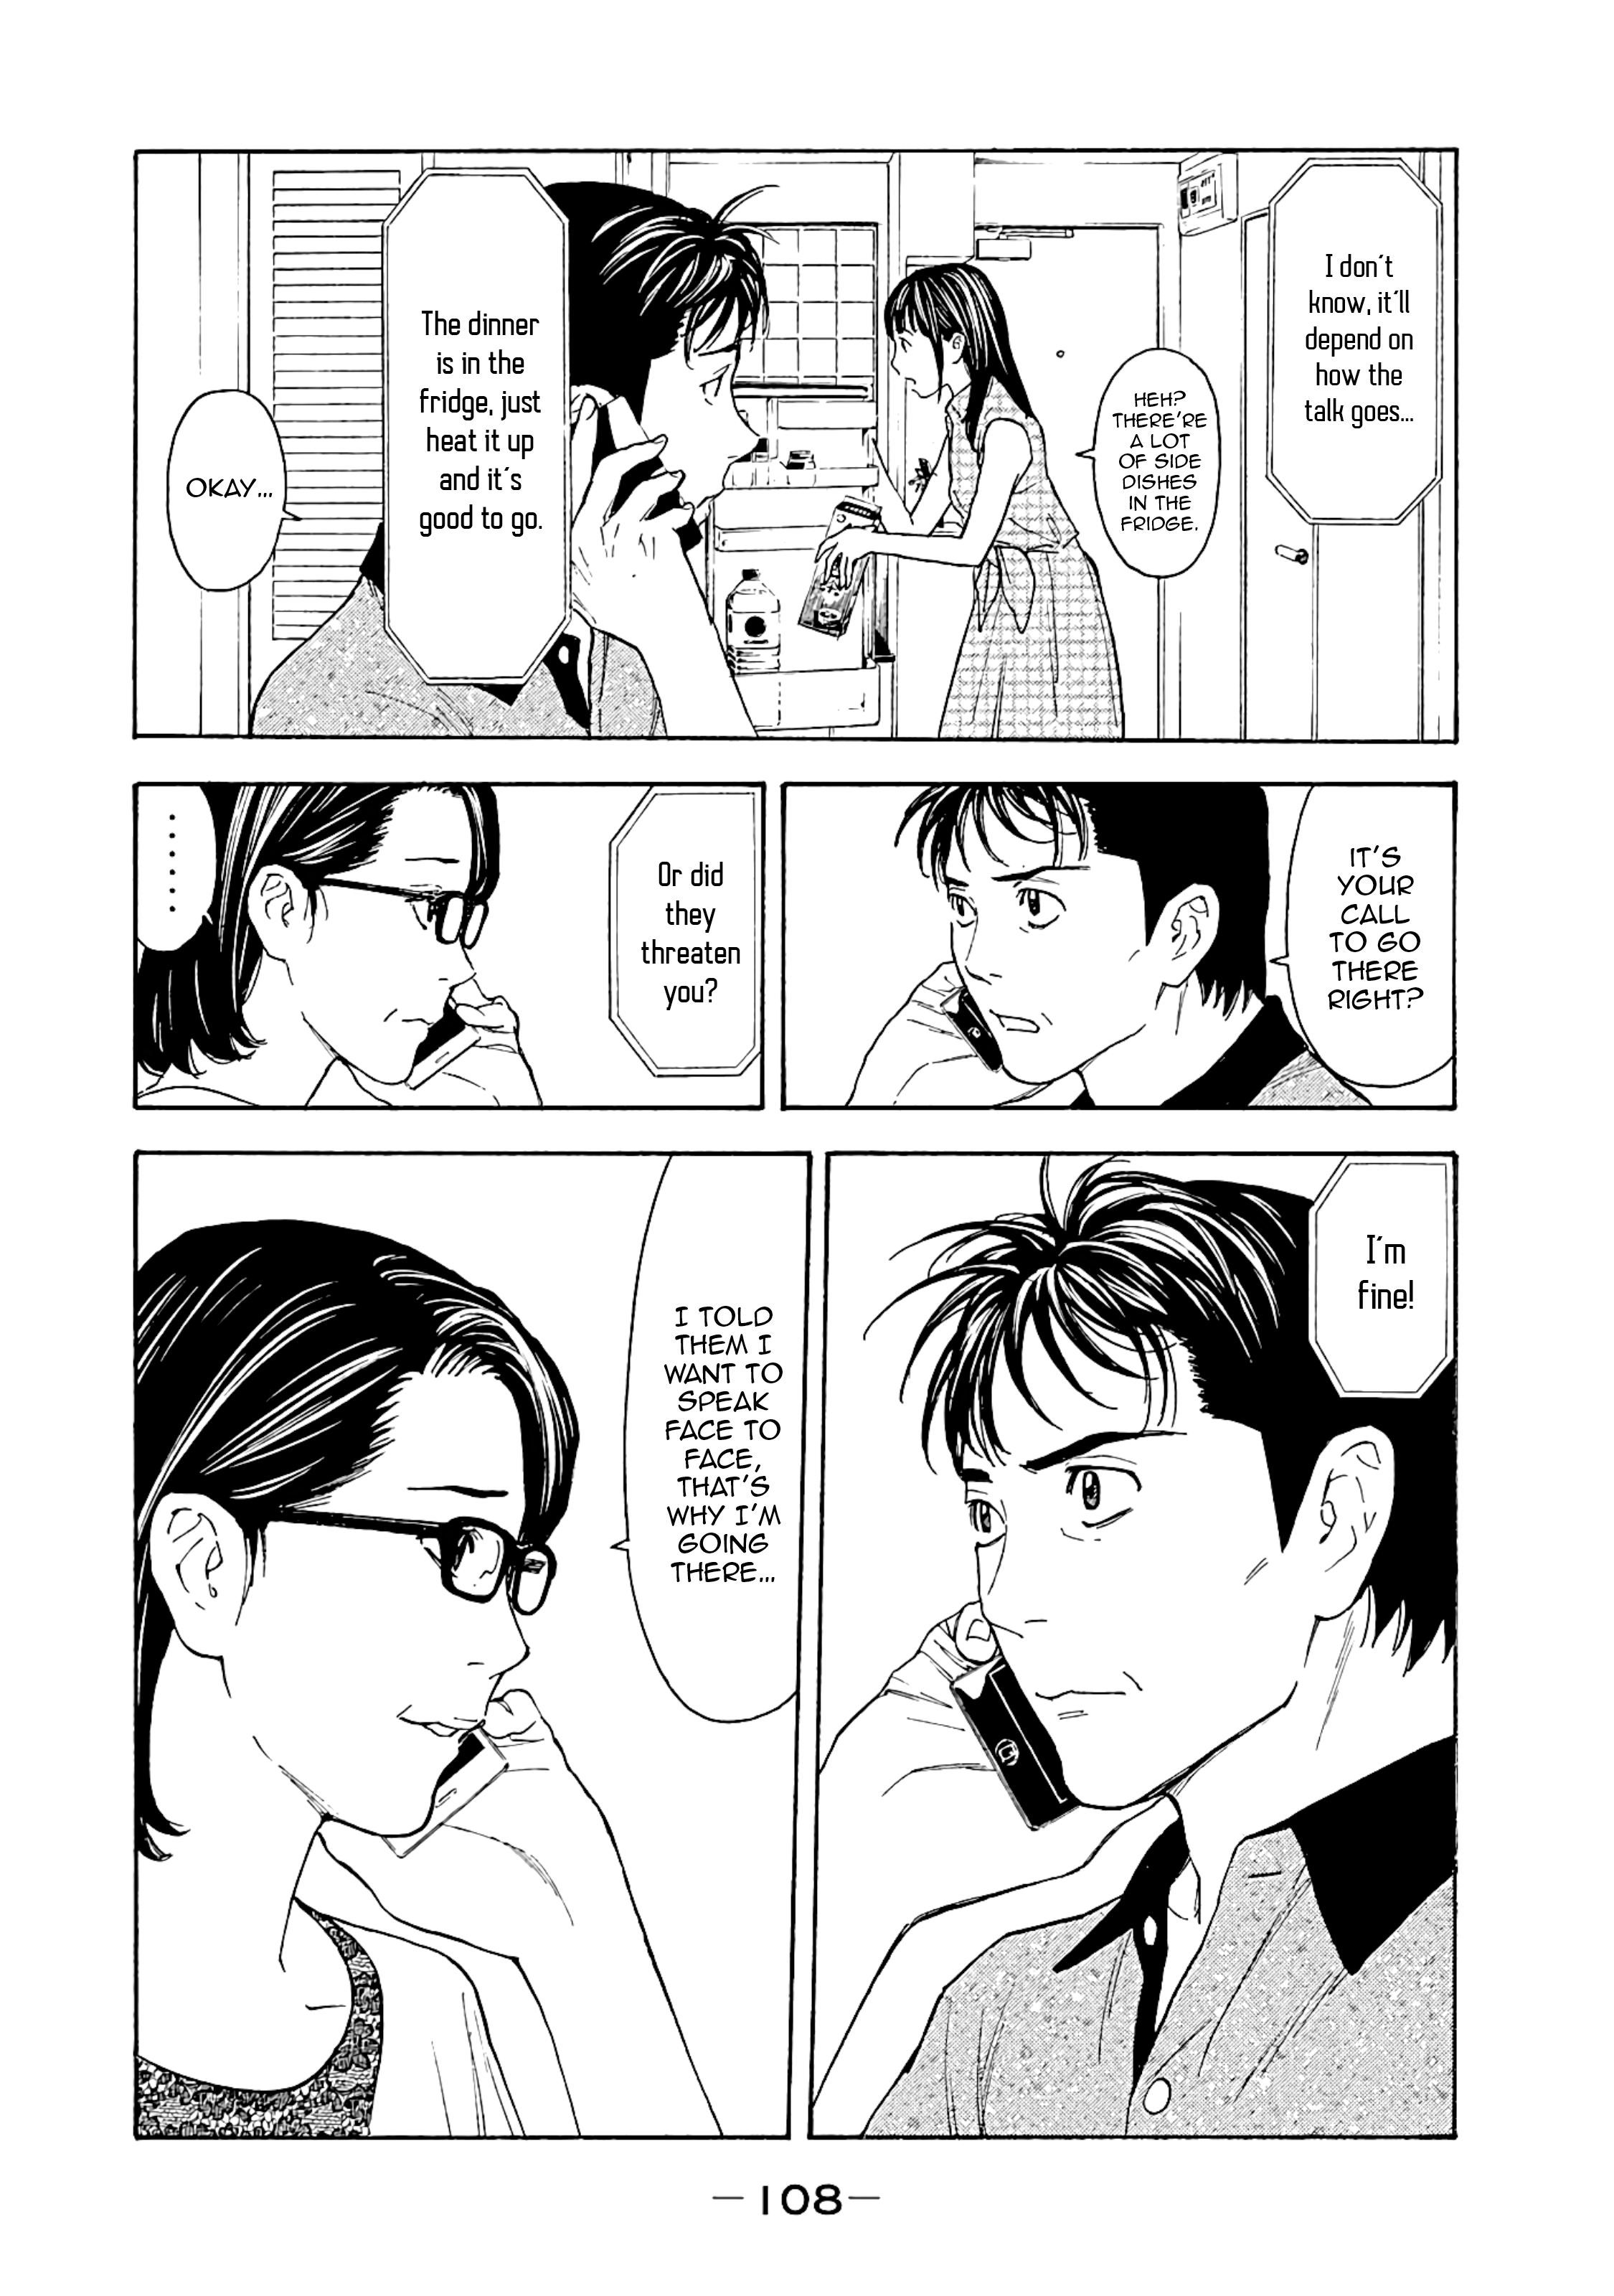 I don't
know, it'll
depend on
how the
talk goes...
HEH?
THERE'RE
A LOT
OF SIDE
DISHES
IN THE
FRIDGE.
The dinner
is in the
fridge, just
heat it up
and it's
good to go.
OKAY...
IT'S
YOUR
CALL
TO GO
THERE
RIGHT?
Or did
they
threaten
you?
......
I'm
fine!
I TOLD
THEM I
WANT TO
SPEAK
FACE TO
FACE,
THAT'S
WHY I'M
GOING
THERE...
—108—